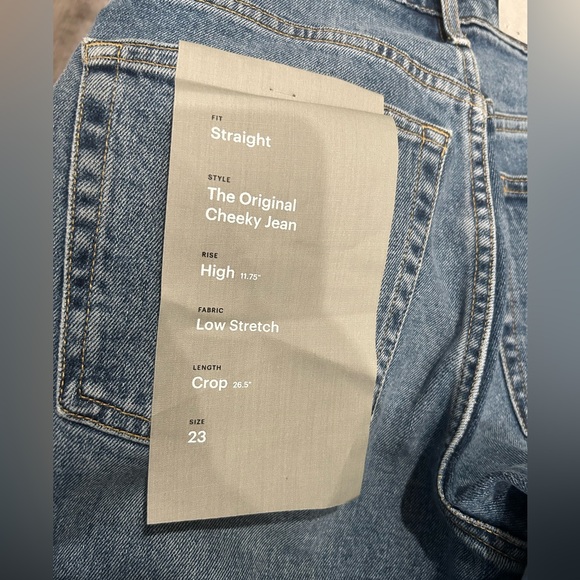 FIT
Straight
STYLE
The Original
Cheeky Jean
RISE
High 11.75"
FABRIC
Low Stretch
LENGTH
Crop 26.5"
SIZE
23